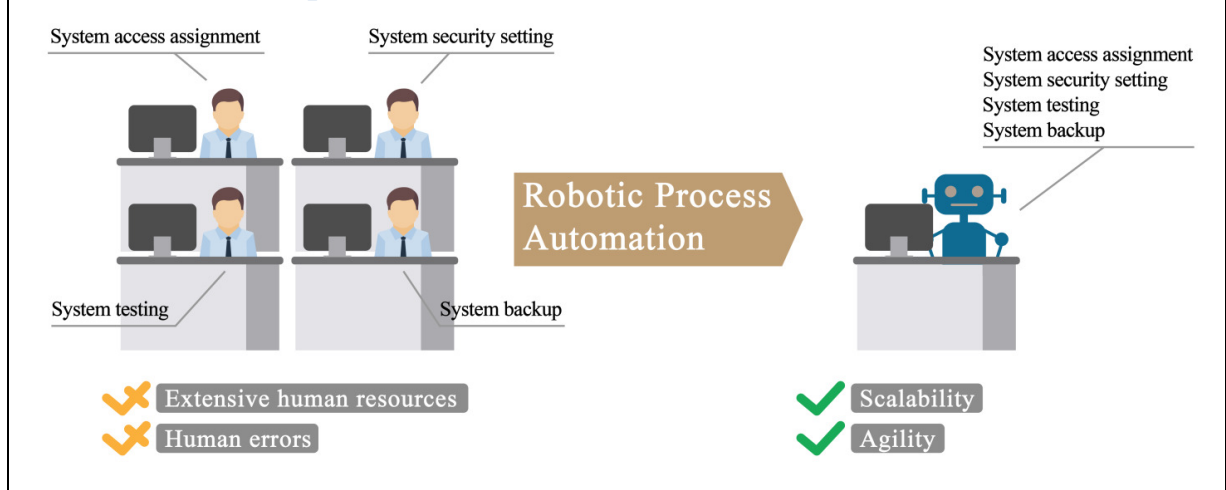 System access assignment
System security setting
System testing
System backup
Extensive human resources
Human errors
Robotic Process
Automation
System access assignment
System security setting
System testing
System backup
Scalability
Agility